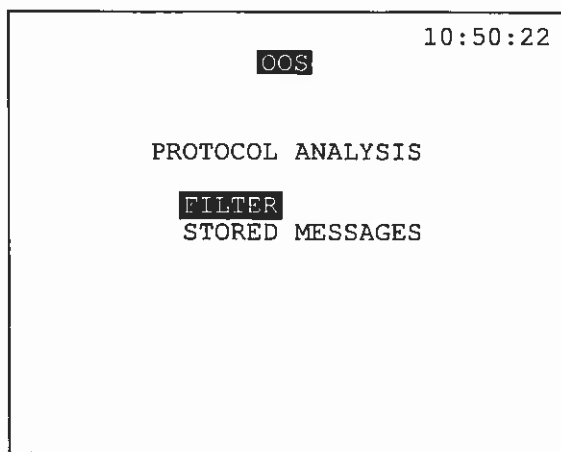 10:50:22
OOS
PROTOCOL ANALYSIS
FILTER
STORED MESSAGES